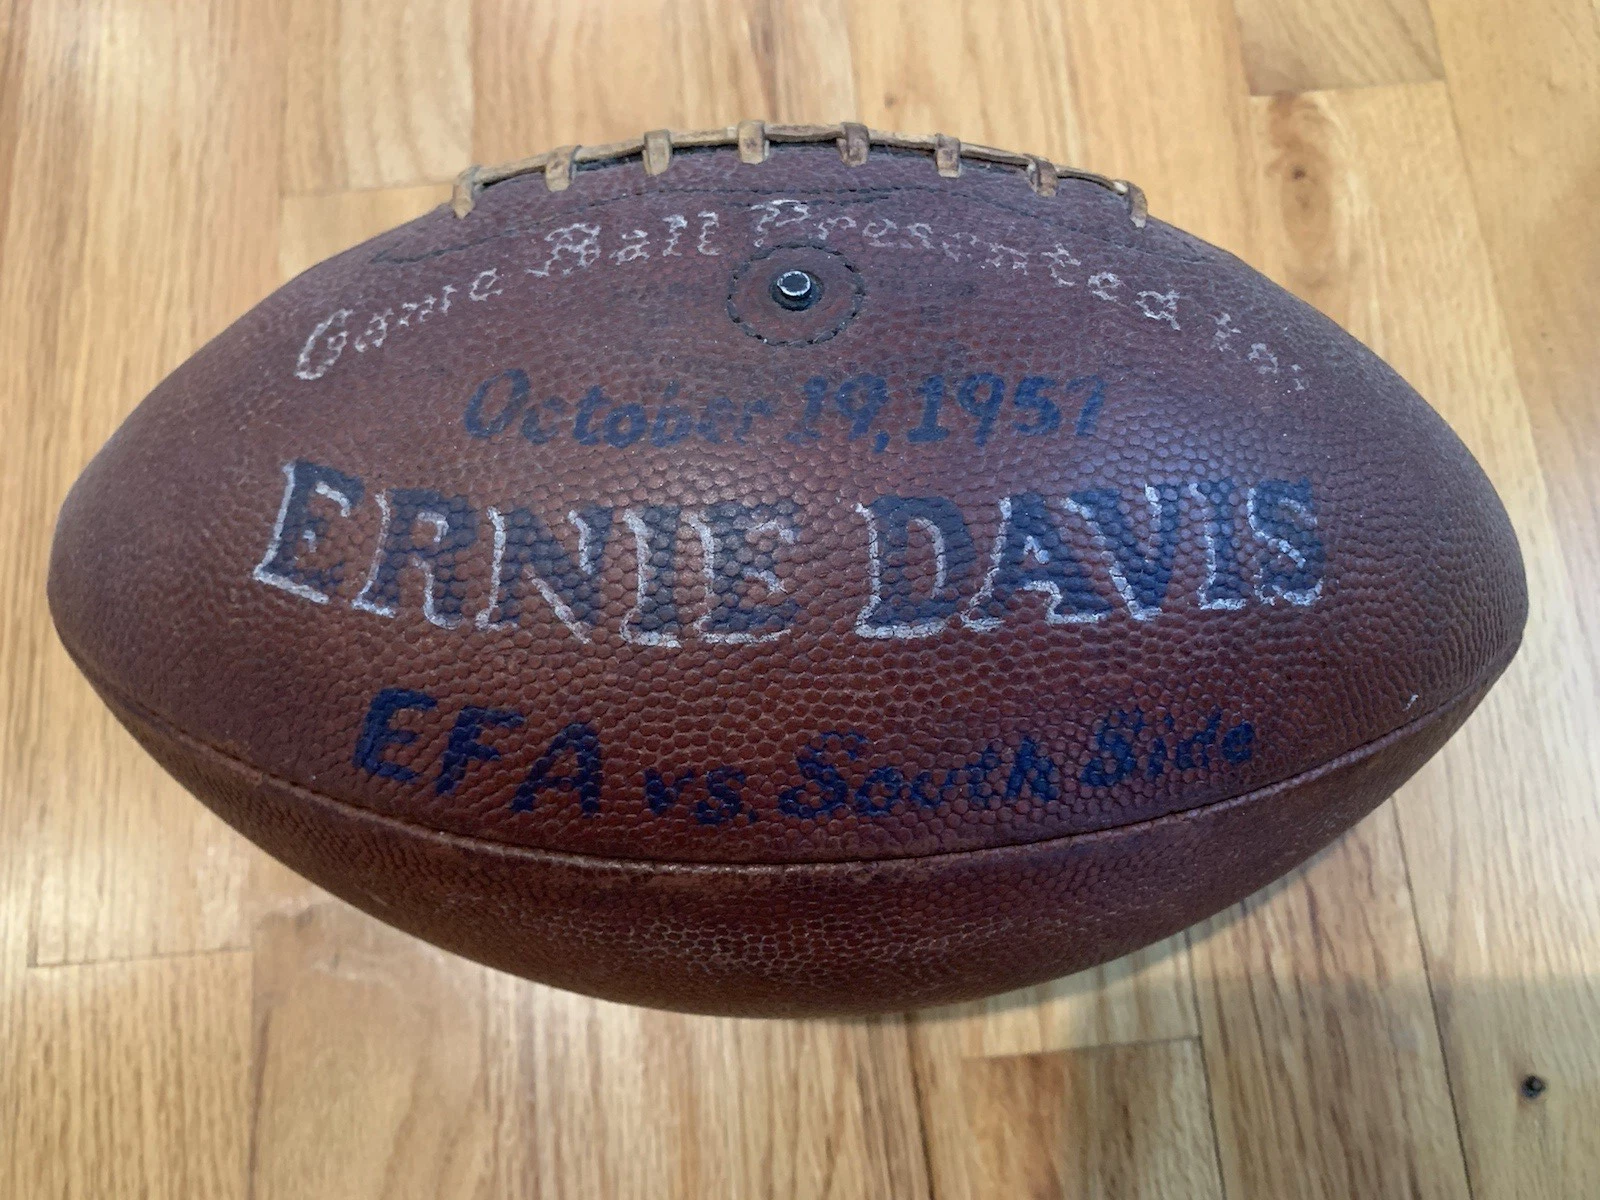 Game Ball Presented to:
October 19, 1957
ERNIE DAVIS
EFA vs. South Side